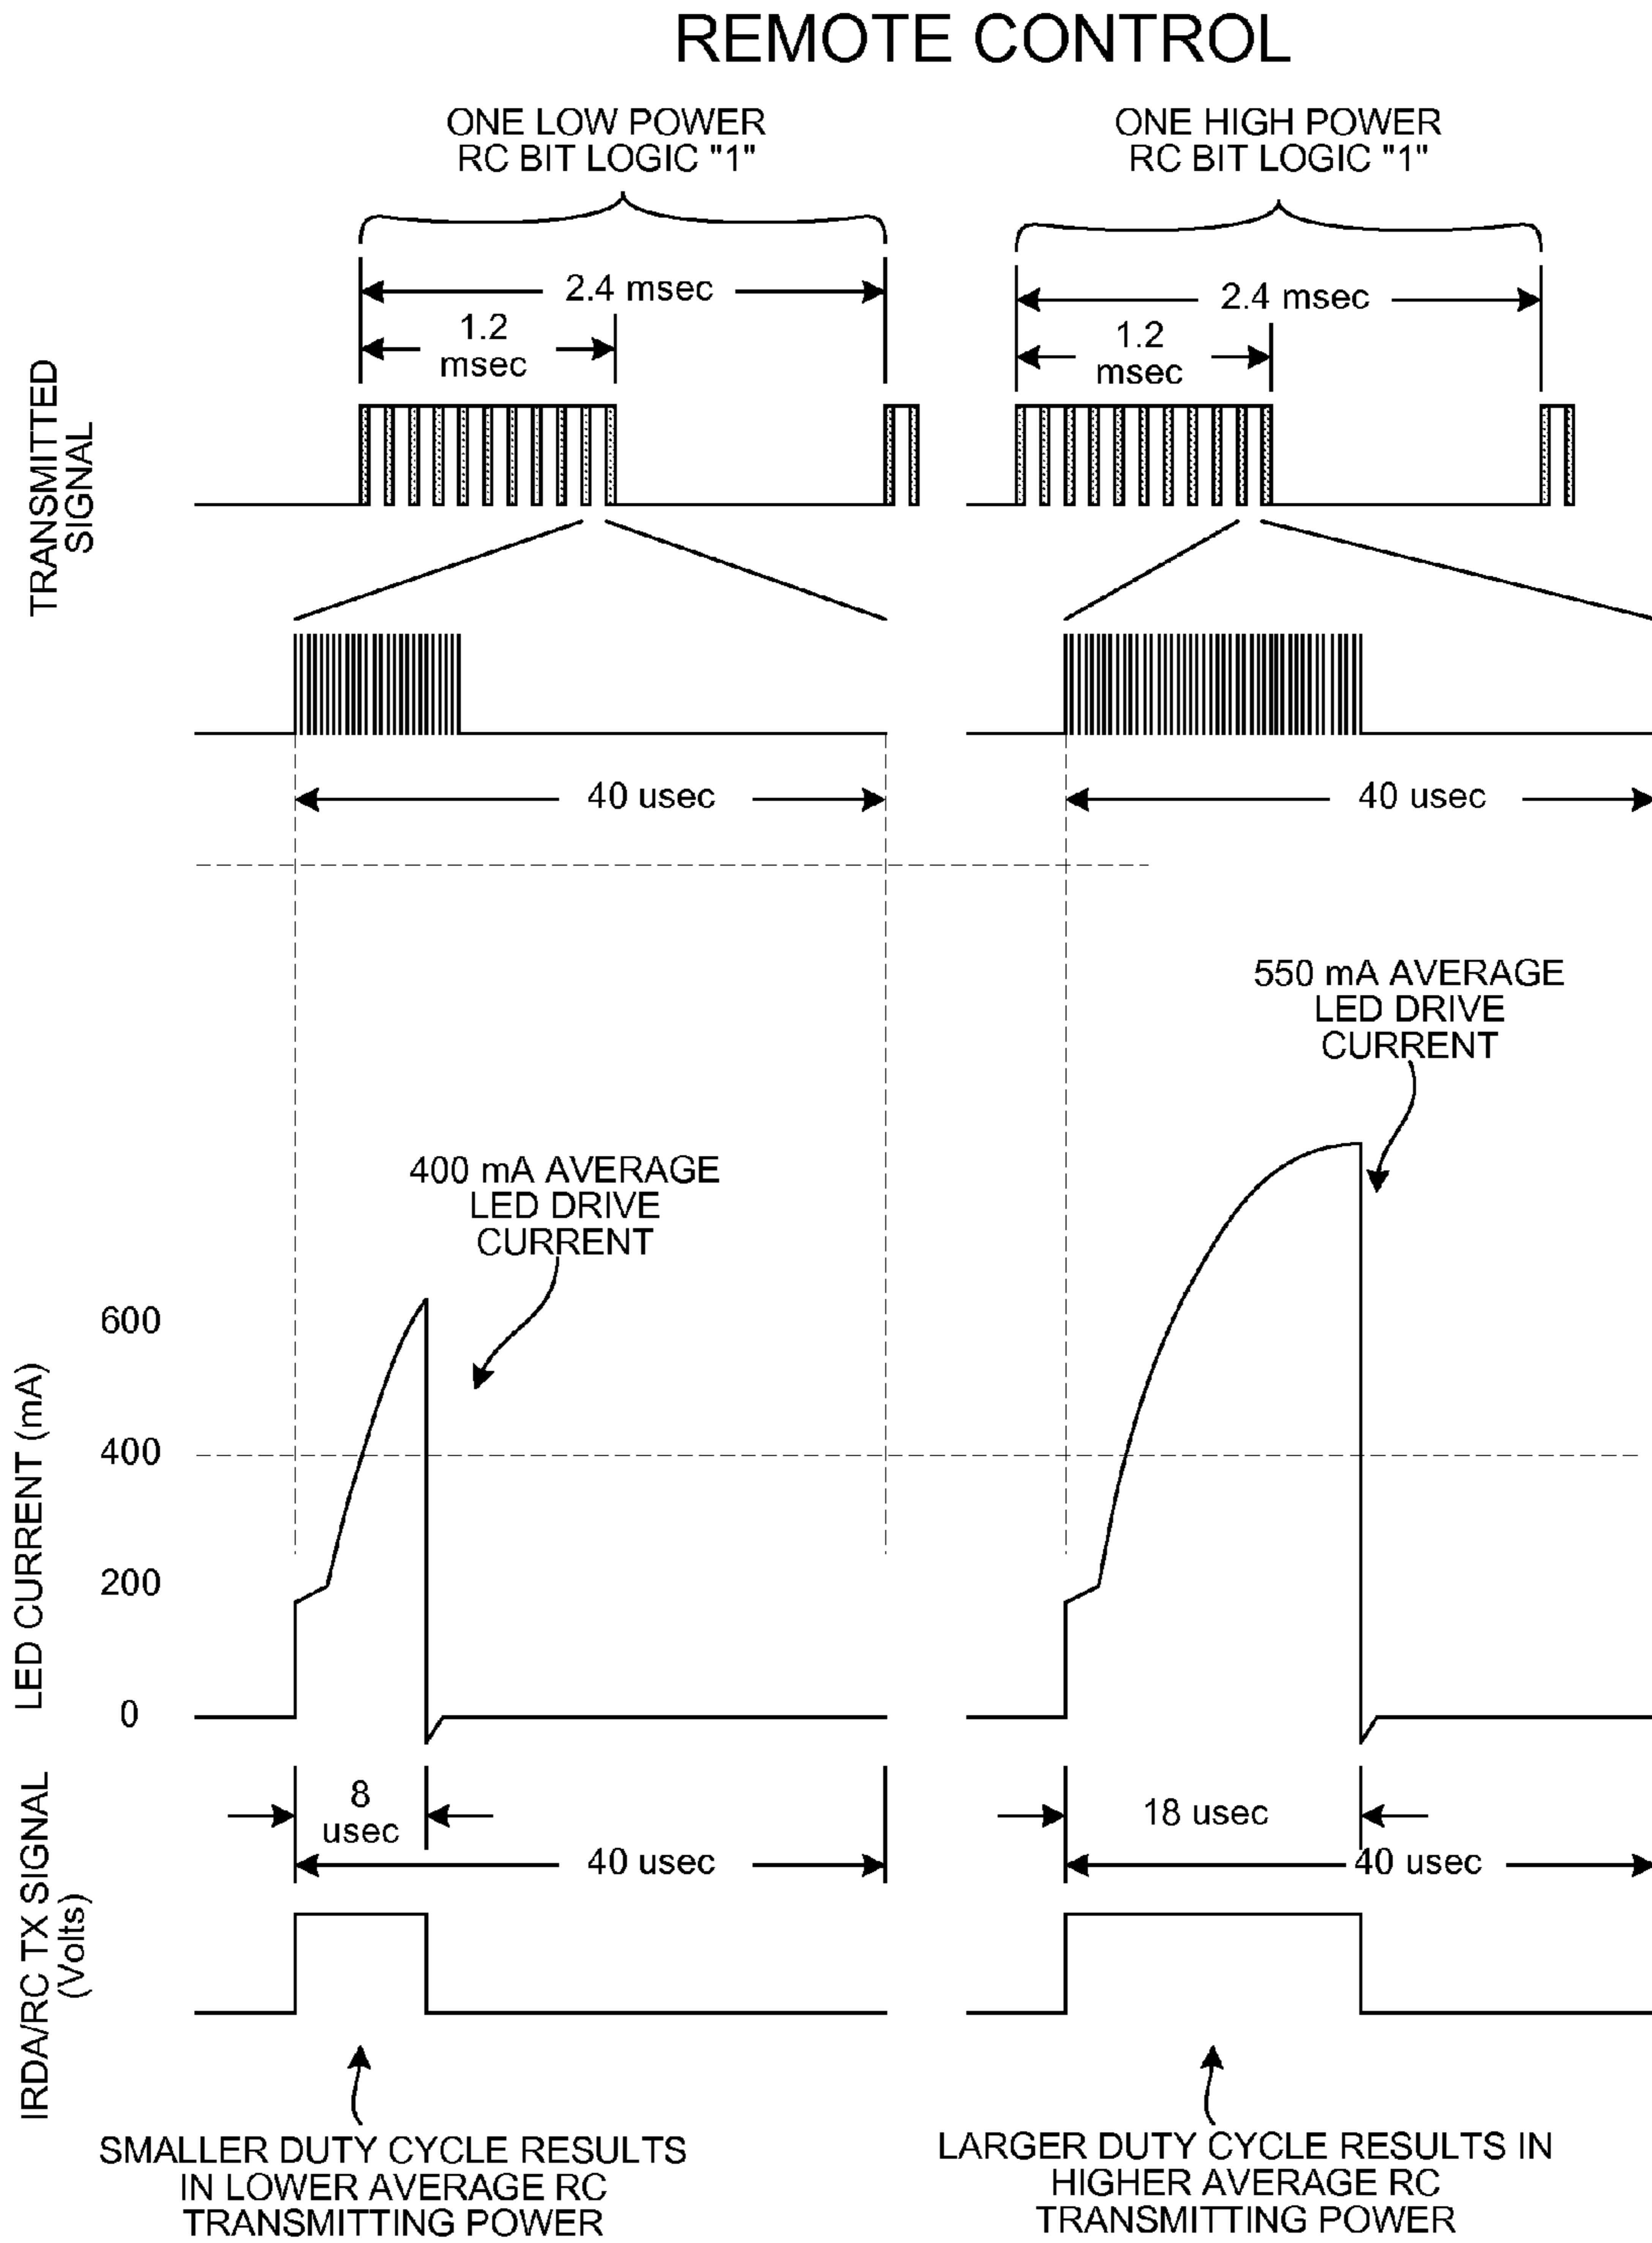 REMOTE CONTROL
ONE LOW POWER
RC BIT LOGIC "1"
ONE HIGH POWER
RC BIT LOGIC "1"
2.4 msec
1.2
msec
2.4 msec
1.2
msec
TRANSMITTED
SIGNAL
40 usec
40 usec
550 mA AVERAGE
LED DRIVE
CURRENT
400 mA AVERAGE
LED DRIVE
CURRENT
LED CURRENT (mA)
600
400
200
0
IRDA/RC TX SIGNAL
(Volts)
8
usec
40 usec
18 usec
40 usec
SMALLER DUTY CYCLE RESULTS
IN LOWER AVERAGE RC
TRANSMITTING POWER
LARGER DUTY CYCLE RESULTS IN
HIGHER AVERAGE RC
TRANSMITTING POWER